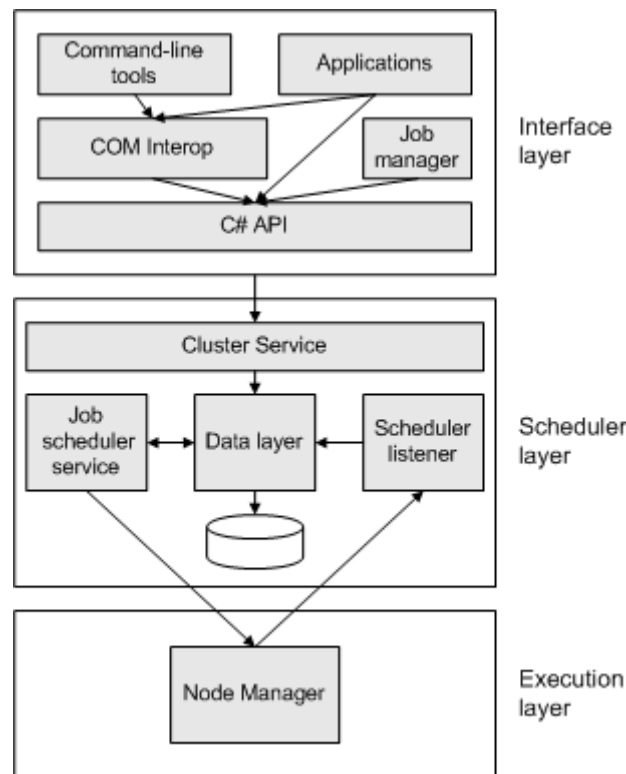 Command-line
tools
Applications
COM Interop
Job
manager
C# API
Interface
layer
Cluster Service
Job
scheduler
service
Data layer
Scheduler
listener
Scheduler
layer
Node Manager
Execution
layer